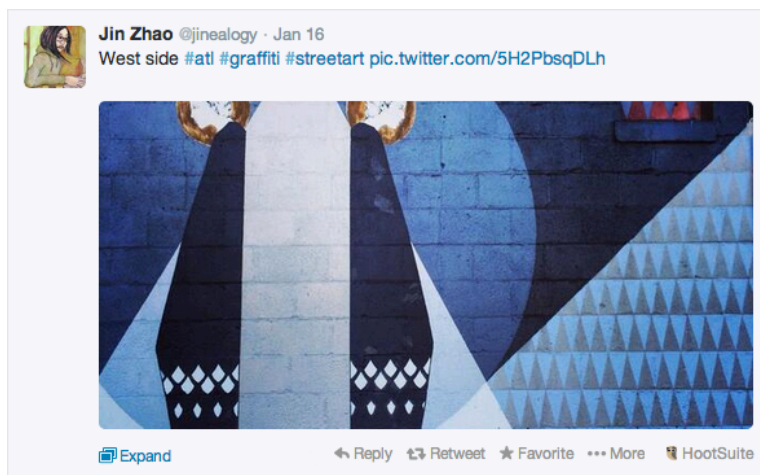 Jin Zhao @jinealogy · Jan 16
West side #atl #graffiti #streetart pic.twitter.com/5H2PbsqDLh
Expand Reply Retweet Favorite More HootSuite